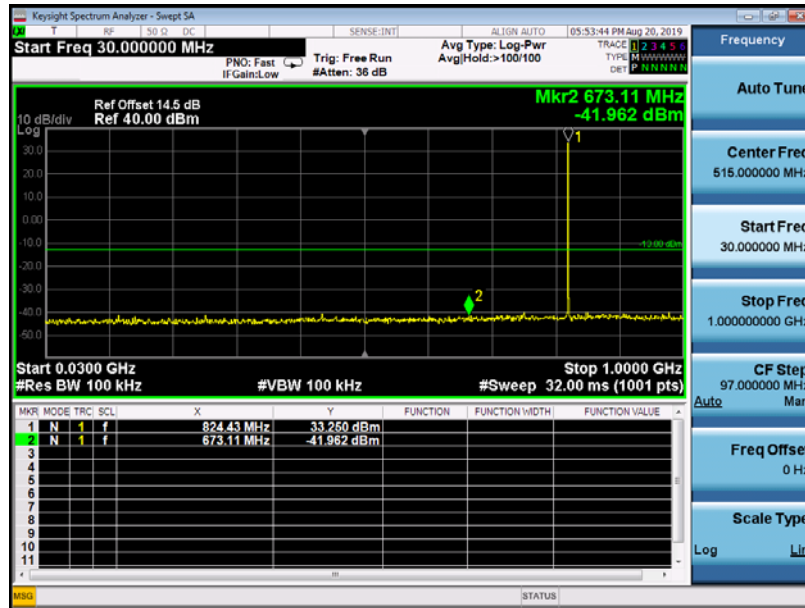 Keysight Spectrum Analyzer - Swept SA
T RF 50 Ω DC SENSE:INT ALIGN AUTO 05:53:44 PM Aug 20, 2019
Start Freq 30.000000 MHz
PNO: Fast
IFGain:Low
Trig: Free Run
#Atten: 36 dB
Avg Type: Log-Pwr
Avg|Hold:>100/100
TRACE 1 2 3 4 5 6
TYPE M WWWWW
DET P N N N N N
Ref Offset 14.5 dB
Ref 40.00 dBm
10 dB/div
Log
Mkr2 673.11 MHz
-41.962 dBm
30.0
20.0
10.0
0.00
-10.0
-20.0
-30.0
-40.0
-50.0
1
-13.00 dBm
2
Start 0.0300 GHz
#Res BW 100 kHz
#VBW 100 kHz
Stop 1.0000 GHz
#Sweep 32.00 ms (1001 pts)
MKR MODE TRC SCL X Y FUNCTION FUNCTION WIDTH FUNCTION VALUE
1 N 1 f 824.43 MHz 33.250 dBm
2 N 1 f 673.11 MHz -41.962 dBm
3
4
5
6
7
8
9
10
11
MSG
STATUS
Frequency
Auto Tune
Center Freq
515.000000 MHz
Start Freq
30.000000 MHz
Stop Freq
1.000000000 GHz
CF Step
97.000000 MHz
Auto Man
Freq Offset
0 Hz
Scale Type
Log Lin